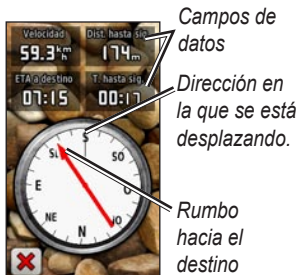 Velocidad
59.3 km/h
Dist. hasta sig.
174m
ETA a destino
07:15
T. hasta sig.
00:17
S
SO
O
NO
N
NE
E
SE
Campos de
datos
Dirección en
la que se está
desplazando.
Rumbo
hacia el
destino